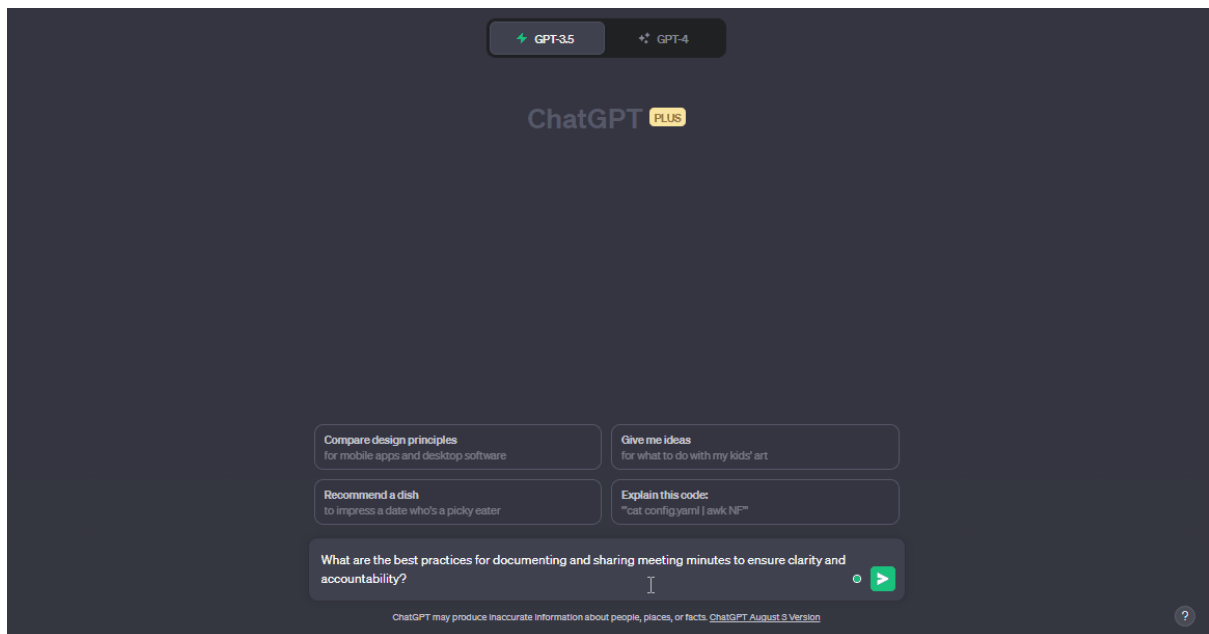 GPT-3.5
GPT-4
ChatGPT PLUS
Compare design principles
for mobile apps and desktop software
Give me ideas
for what to do with my kids' art
Recommend a dish
to impress a date who's a picky eater
Explain this code:
"'cat config.yaml | awk NF'"
What are the best practices for documenting and sharing meeting minutes to ensure clarity and
accountability?
ChatGPT may produce inaccurate information about people, places, or facts. ChatGPT August 3 Version
?